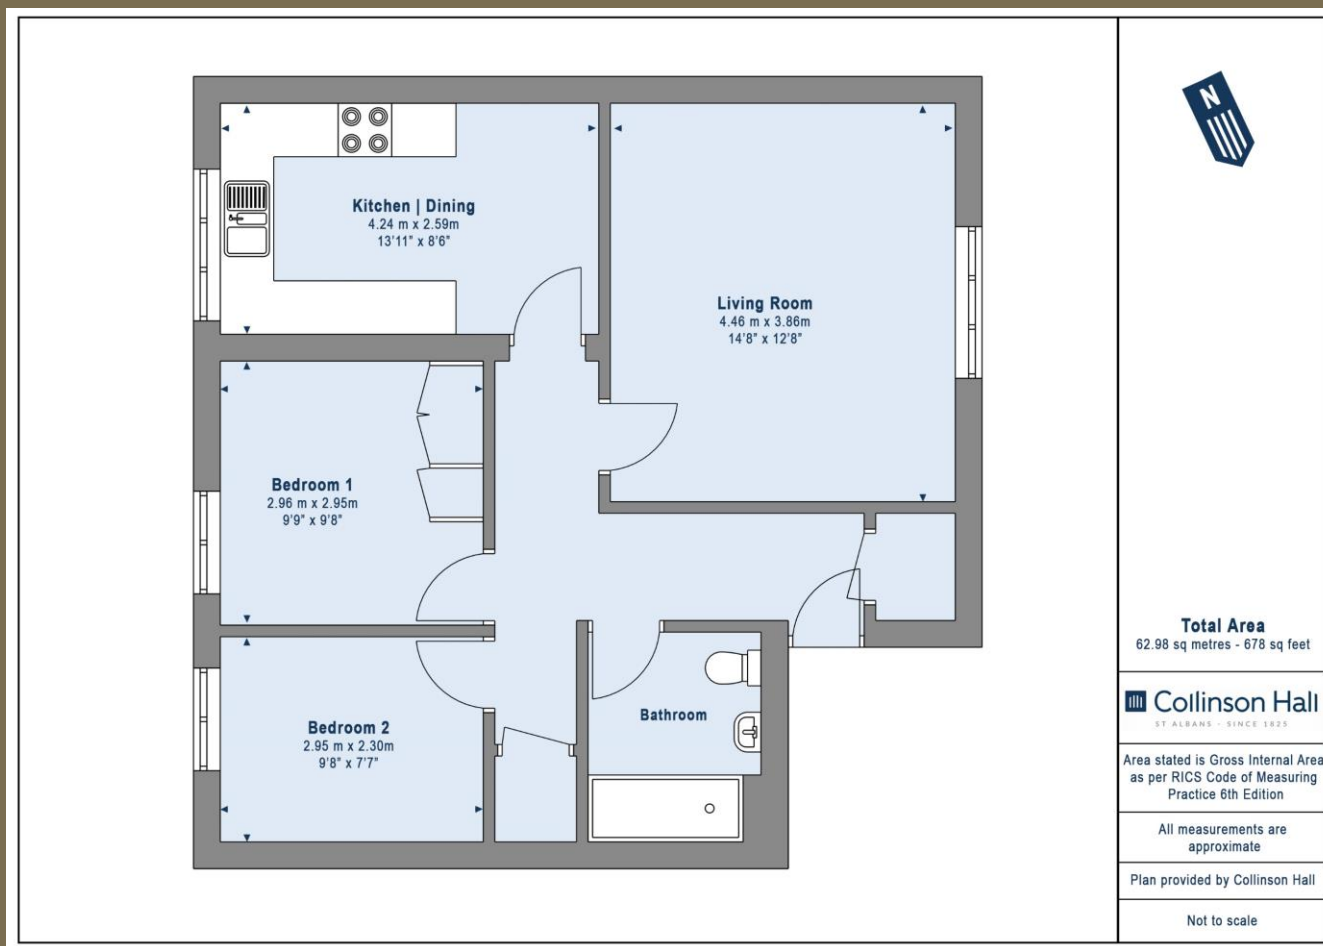 Kitchen | Dining
4.24 m x 2.59m
13'11" x 8'6"
Living Room
4.46 m x 3.86m
14'8" x 12'8"
Bedroom 1
2.96 m x 2.95m
9'9" x 9'8"
Bedroom 2
2.95 m x 2.30m
9'8" x 7'7"
Bathroom
N
Total Area
62.98 sq metres - 678 sq feet
Collinson Hall
ST ALBANS - SINCE 1825
Area stated is Gross Internal Area
as per RICS Code of Measuring
Practice 6th Edition
All measurements are
approximate
Plan provided by Collinson Hall
Not to scale